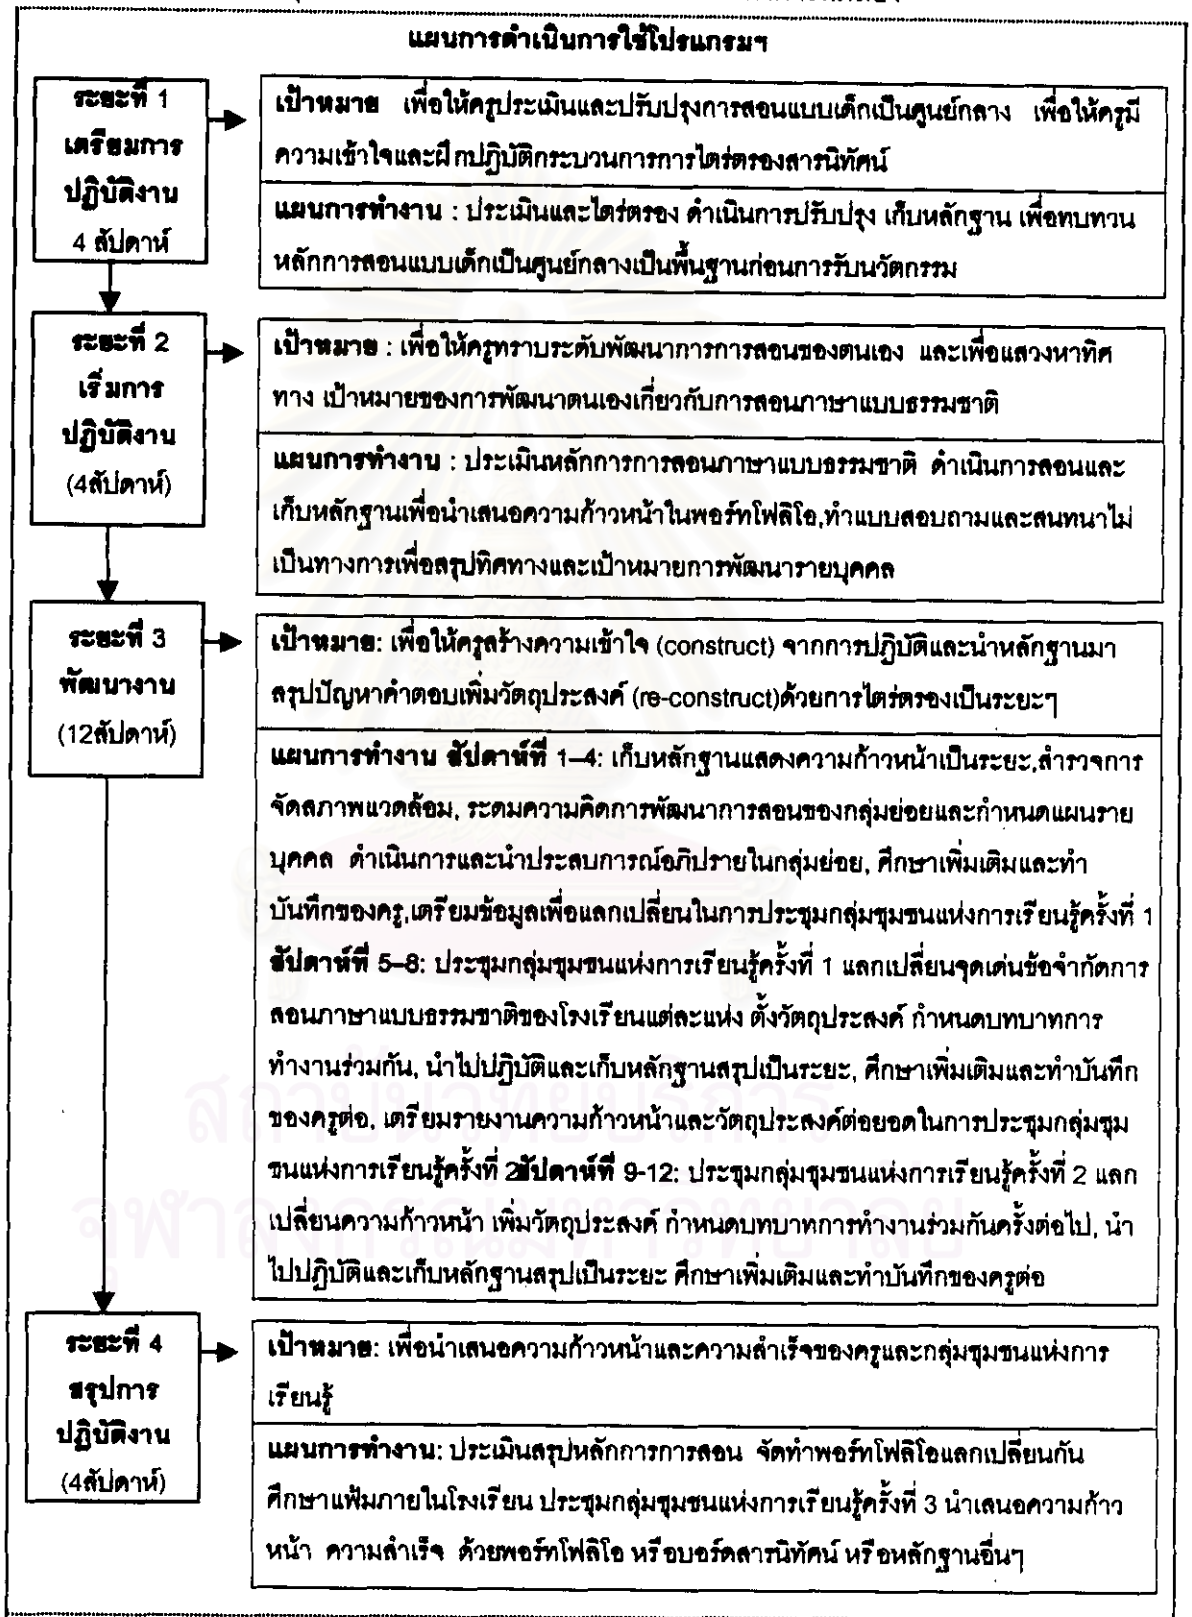 แผนการดำเนินการใช้โปรแกรมฯ
ระยะที่ 1
เตรียมการ
ปฏิบัติงาน
4 สัปดาห์
เป้าหมาย เพื่อให้ครูประเมินและปรับปรุงการสอนแบบเด็กเป็นศูนย์กลาง เพื่อให้ครูมี
ความเข้าใจและฝึกปฏิบัติกระบวนการการไตร่ตรองสารนิทัศน์
แผนการทำงาน : ประเมินและไตร่ตรอง ดำเนินการปรับปรุง เก็บหลักฐาน เพื่อทบทวน
หลักการสอนแบบเด็กเป็นศูนย์กลางเป็นพื้นฐานก่อนการรับนวัตกรรม
ระยะที่ 2
เริ่มการ
ปฏิบัติงาน
(4สัปดาห์)
เป้าหมาย : เพื่อให้ครูทราบระดับพัฒนาการการสอนของตนเอง และเพื่อแสวงหาทิศ
ทาง เป้าหมายของการพัฒนาตนเองเกี่ยวกับการสอนภาษาแบบธรรมชาติ
แผนการทำงาน : ประเมินหลักการการสอนภาษาแบบธรรมชาติ ดำเนินการสอนและ
เก็บหลักฐานเพื่อนำเสนอความก้าวหน้าในพอร์ทโฟลิโอ,ทำแบบสอบถามและสนทนาไม่
เป็นทางการเพื่อสรุปทิศทางและเป้าหมายการพัฒนารายบุคคล
ระยะที่ 3
พัฒนางาน
(12สัปดาห์)
เป้าหมาย: เพื่อให้ครูสร้างความเข้าใจ (construct) จากการปฏิบัติและนำหลักฐานมา
สรุปปัญหาคำตอบเพิ่มวัตถุประสงค์ (re-construct)ด้วยการไตร่ตรองเป็นระยะๆ
แผนการทำงาน สัปดาห์ที่ 1–4: เก็บหลักฐานแสดงความก้าวหน้าเป็นระยะ,สำรวจการ
จัดสภาพแวดล้อม, ระดมความคิดการพัฒนาการสอนของกลุ่มย่อยและกำหนดแผนราย
บุคคล ดำเนินการและนำประสบการณ์อภิปรายในกลุ่มย่อย, ศึกษาเพิ่มเติมและทำ
บันทึกของครู,เตรียมข้อมูลเพื่อแลกเปลี่ยนในการประชุมกลุ่มชุมชนแห่งการเรียนรู้ครั้งที่ 1
สัปดาห์ที่ 5–8: ประชุมกลุ่มชุมชนแห่งการเรียนรู้ครั้งที่ 1 แลกเปลี่ยนจุดเด่นข้อจำกัดการ
สอนภาษาแบบธรรมชาติของโรงเรียนแต่ละแห่ง ตั้งวัตถุประสงค์ กำหนดบทบาทการ
ทำงานร่วมกัน, นำไปปฏิบัติและเก็บหลักฐานสรุปเป็นระยะ, ศึกษาเพิ่มเติมและทำบันทึก
ของครูต่อ, เตรียมรายงานความก้าวหน้าและวัตถุประสงค์ต่อยอดในการประชุมกลุ่มชุม
ชนแห่งการเรียนรู้ครั้งที่ 2สัปดาห์ที่ 9-12: ประชุมกลุ่มชุมชนแห่งการเรียนรู้ครั้งที่ 2 แลก
เปลี่ยนความก้าวหน้า เพิ่มวัตถุประสงค์ กำหนดบทบาทการทำงานร่วมกันครั้งต่อไป, นำ
ไปปฏิบัติและเก็บหลักฐานสรุปเป็นระยะ ศึกษาเพิ่มเติมและทำบันทึกของครูต่อ
ระยะที่ 4
สรุปการ
ปฏิบัติงาน
(4สัปดาห์)
เป้าหมาย: เพื่อนำเสนอความก้าวหน้าและความสำเร็จของครูและกลุ่มชุมชนแห่งการ
เรียนรู้
แผนการทำงาน: ประเมินสรุปหลักการการสอน จัดทำพอร์ทโฟลิโอแลกเปลี่ยนกัน
ศึกษาแฟ้มภายในโรงเรียน ประชุมกลุ่มชุมชนแห่งการเรียนรู้ครั้งที่ 3 นำเสนอความก้าว
หน้า ความสำเร็จ ด้วยพอร์ทโฟลิโอ หรือบอร์ดสารนิทัศน์ หรือหลักฐานอื่นๆ
สถาบันวิทยบริการ
จุฬาลงกรณ์มหาวิทยาลัย